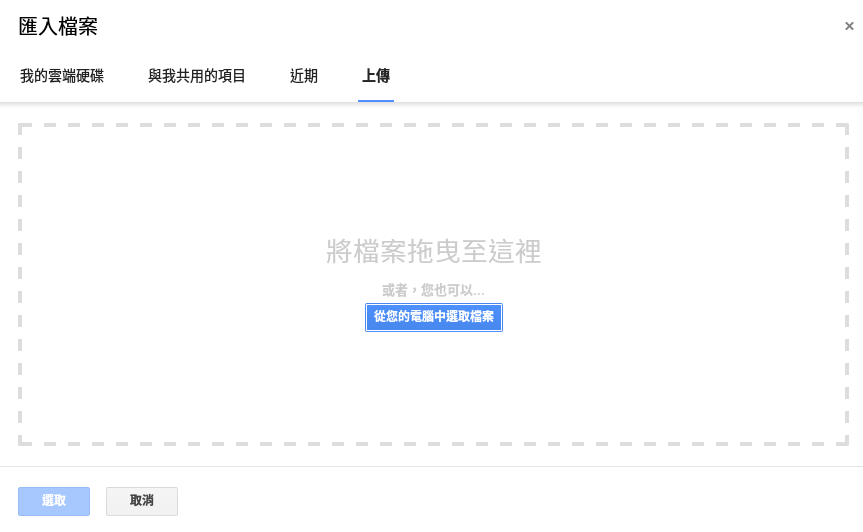 匯入檔案
×
我的雲端硬碟 與我共用的項目 近期 上傳
將檔案拖曳至這裡
或者，您也可以...
從您的電腦中選取檔案
選取 取消